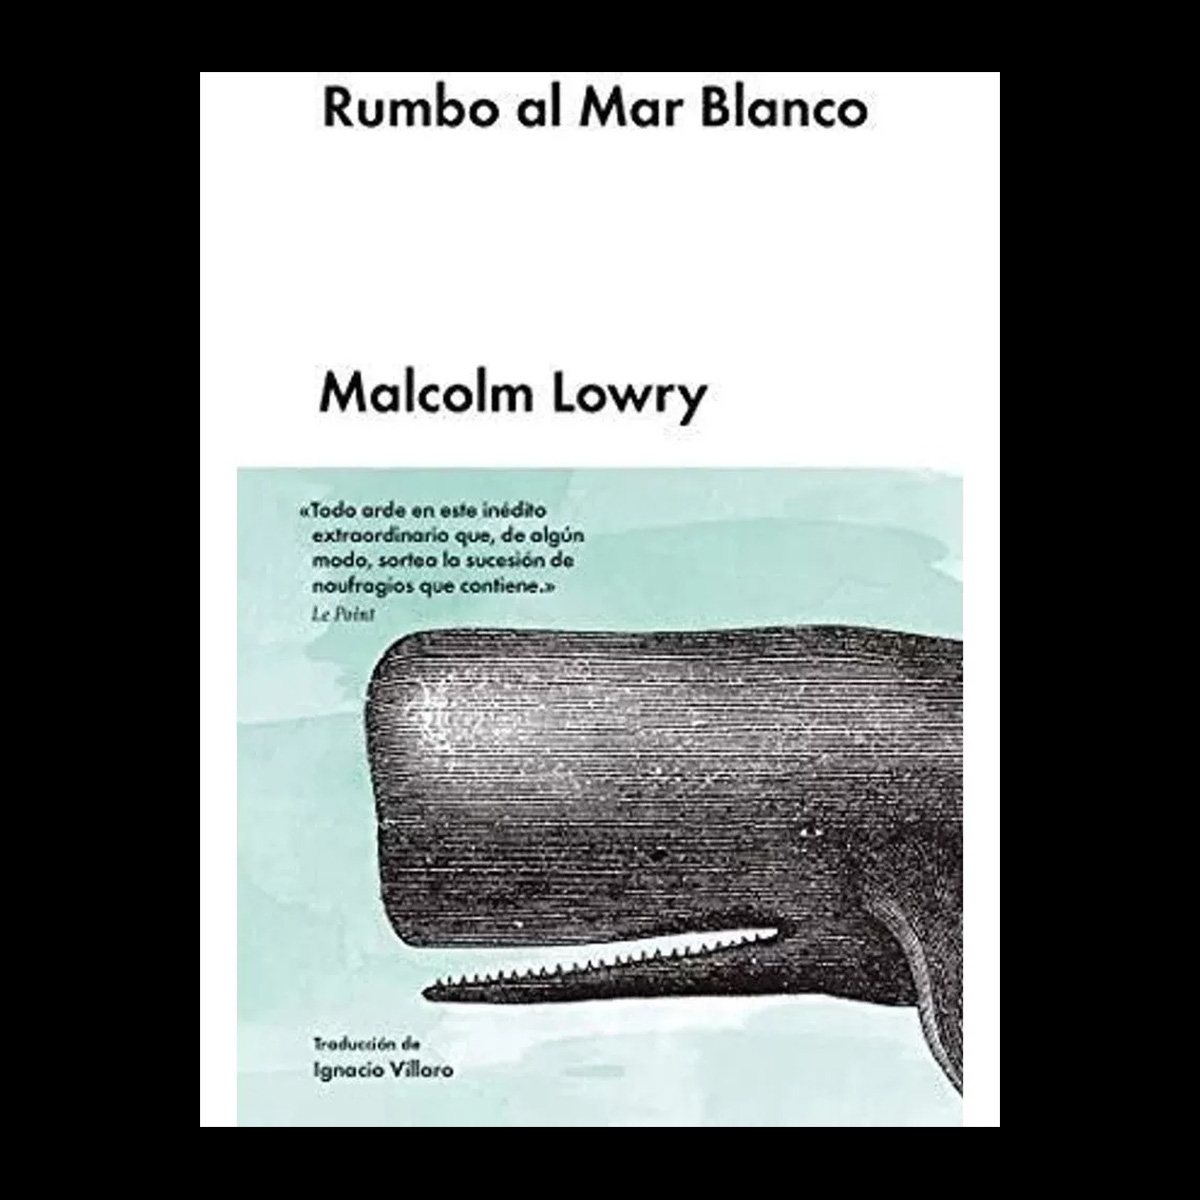 Rumbo al Mar Blanco
Malcolm Lowry
«Todo arde en este inédito
extraordinario que, de algún
modo, sortea la sucesión de
naufragios que contiene.»
Le Point
Traducción de
Ignacio Villaro